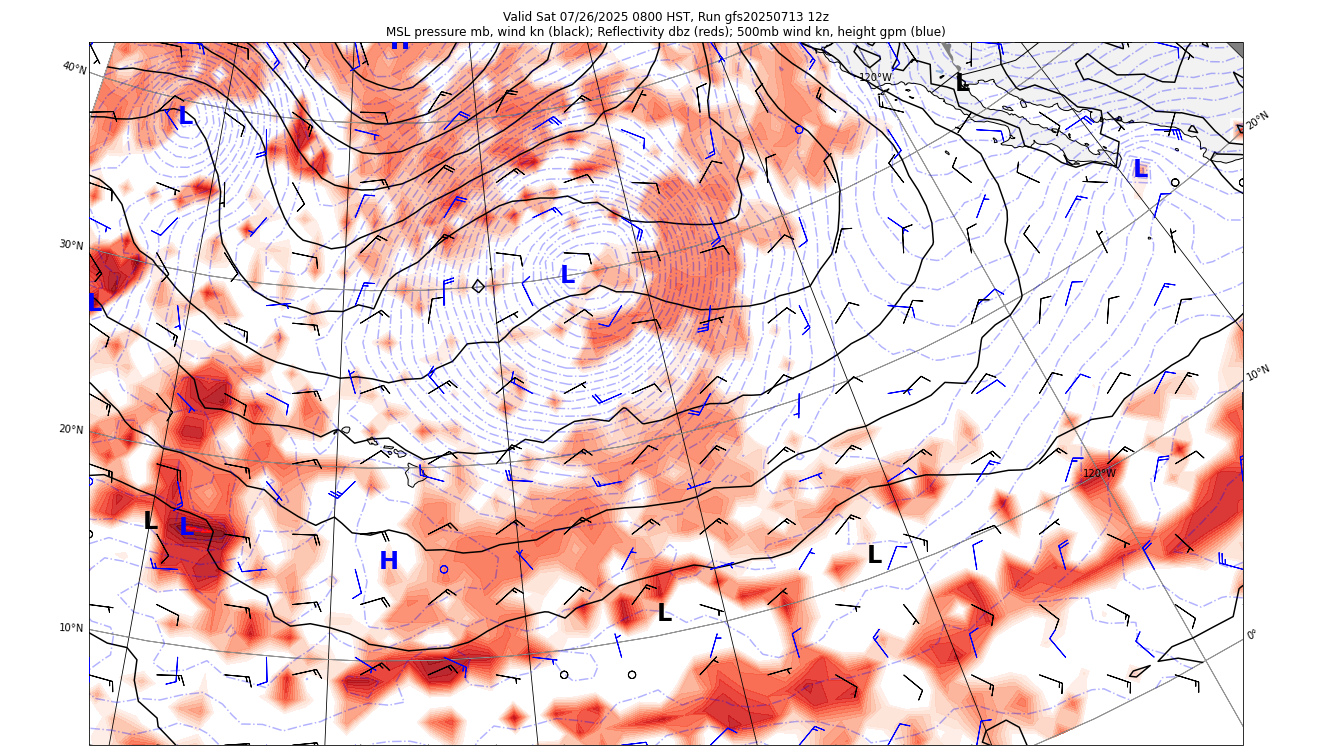 Valid Sat 07/26/2025 0800 HST, Run gfs20250713 12z
MSL pressure mb, wind kn (black); Reflectivity dbz (reds); 500mb wind kn, height gpm (blue)
H
40°N
120°W
L
L
20°N
L
30°N
L
L
10°N
20°N
120°W
L
L
H
L
L
10°N
0°